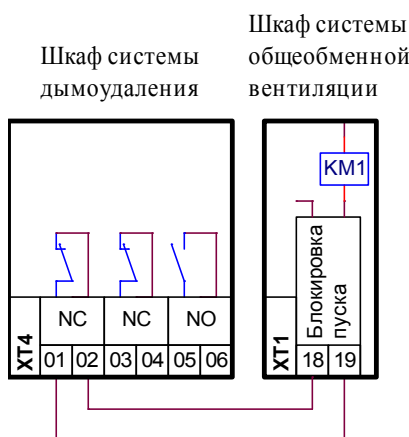 Шкаф системы
дымоудаления
Шкаф системы
общеобменной
вентиляции
KM1
XT4
NC
NC
NO
01 02 03 04 05 06
XT1
Блокировка
пуска
18 19